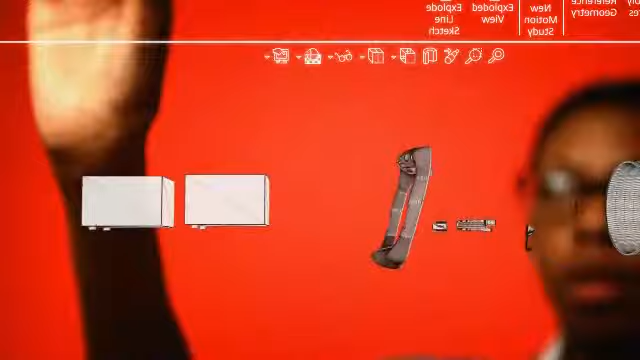 Explode Line Sketch
Exploded View
New Motion Study
Reference Geometry